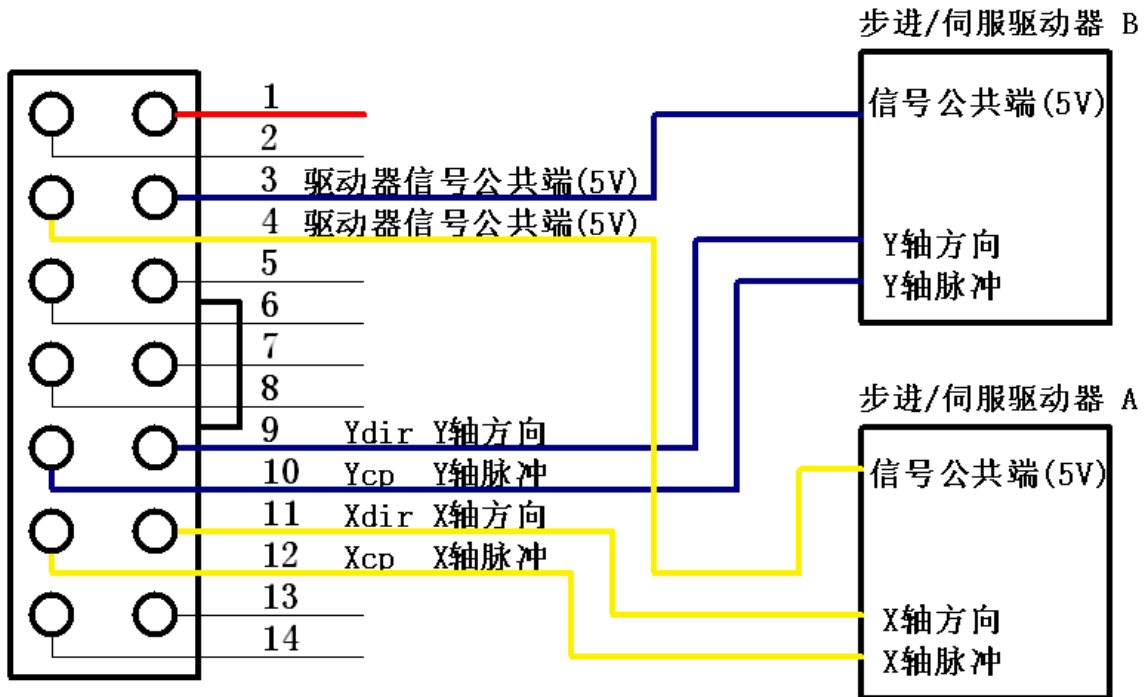 步进/伺服驱动器 B
信号公共端(5V)
Y轴方向
Y轴脉冲
1
2
3 驱动器信号公共端(5V)
4 驱动器信号公共端(5V)
5
6
7
8
9 Ydir Y轴方向
10 Ycp Y轴脉冲
11 Xdir X轴方向
12 Xcp X轴脉冲
13
14
步进/伺服驱动器 A
信号公共端(5V)
X轴方向
X轴脉冲